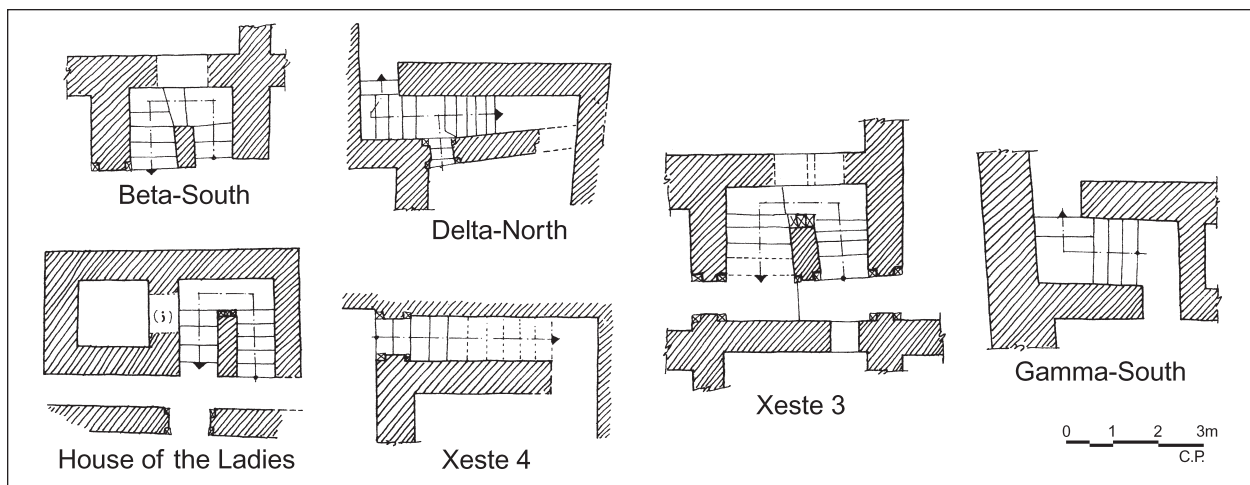 Beta-South
Delta-North
House of the Ladies
Xeste 4
Xeste 3
Gamma-South
0 1 2 3m
C.P.